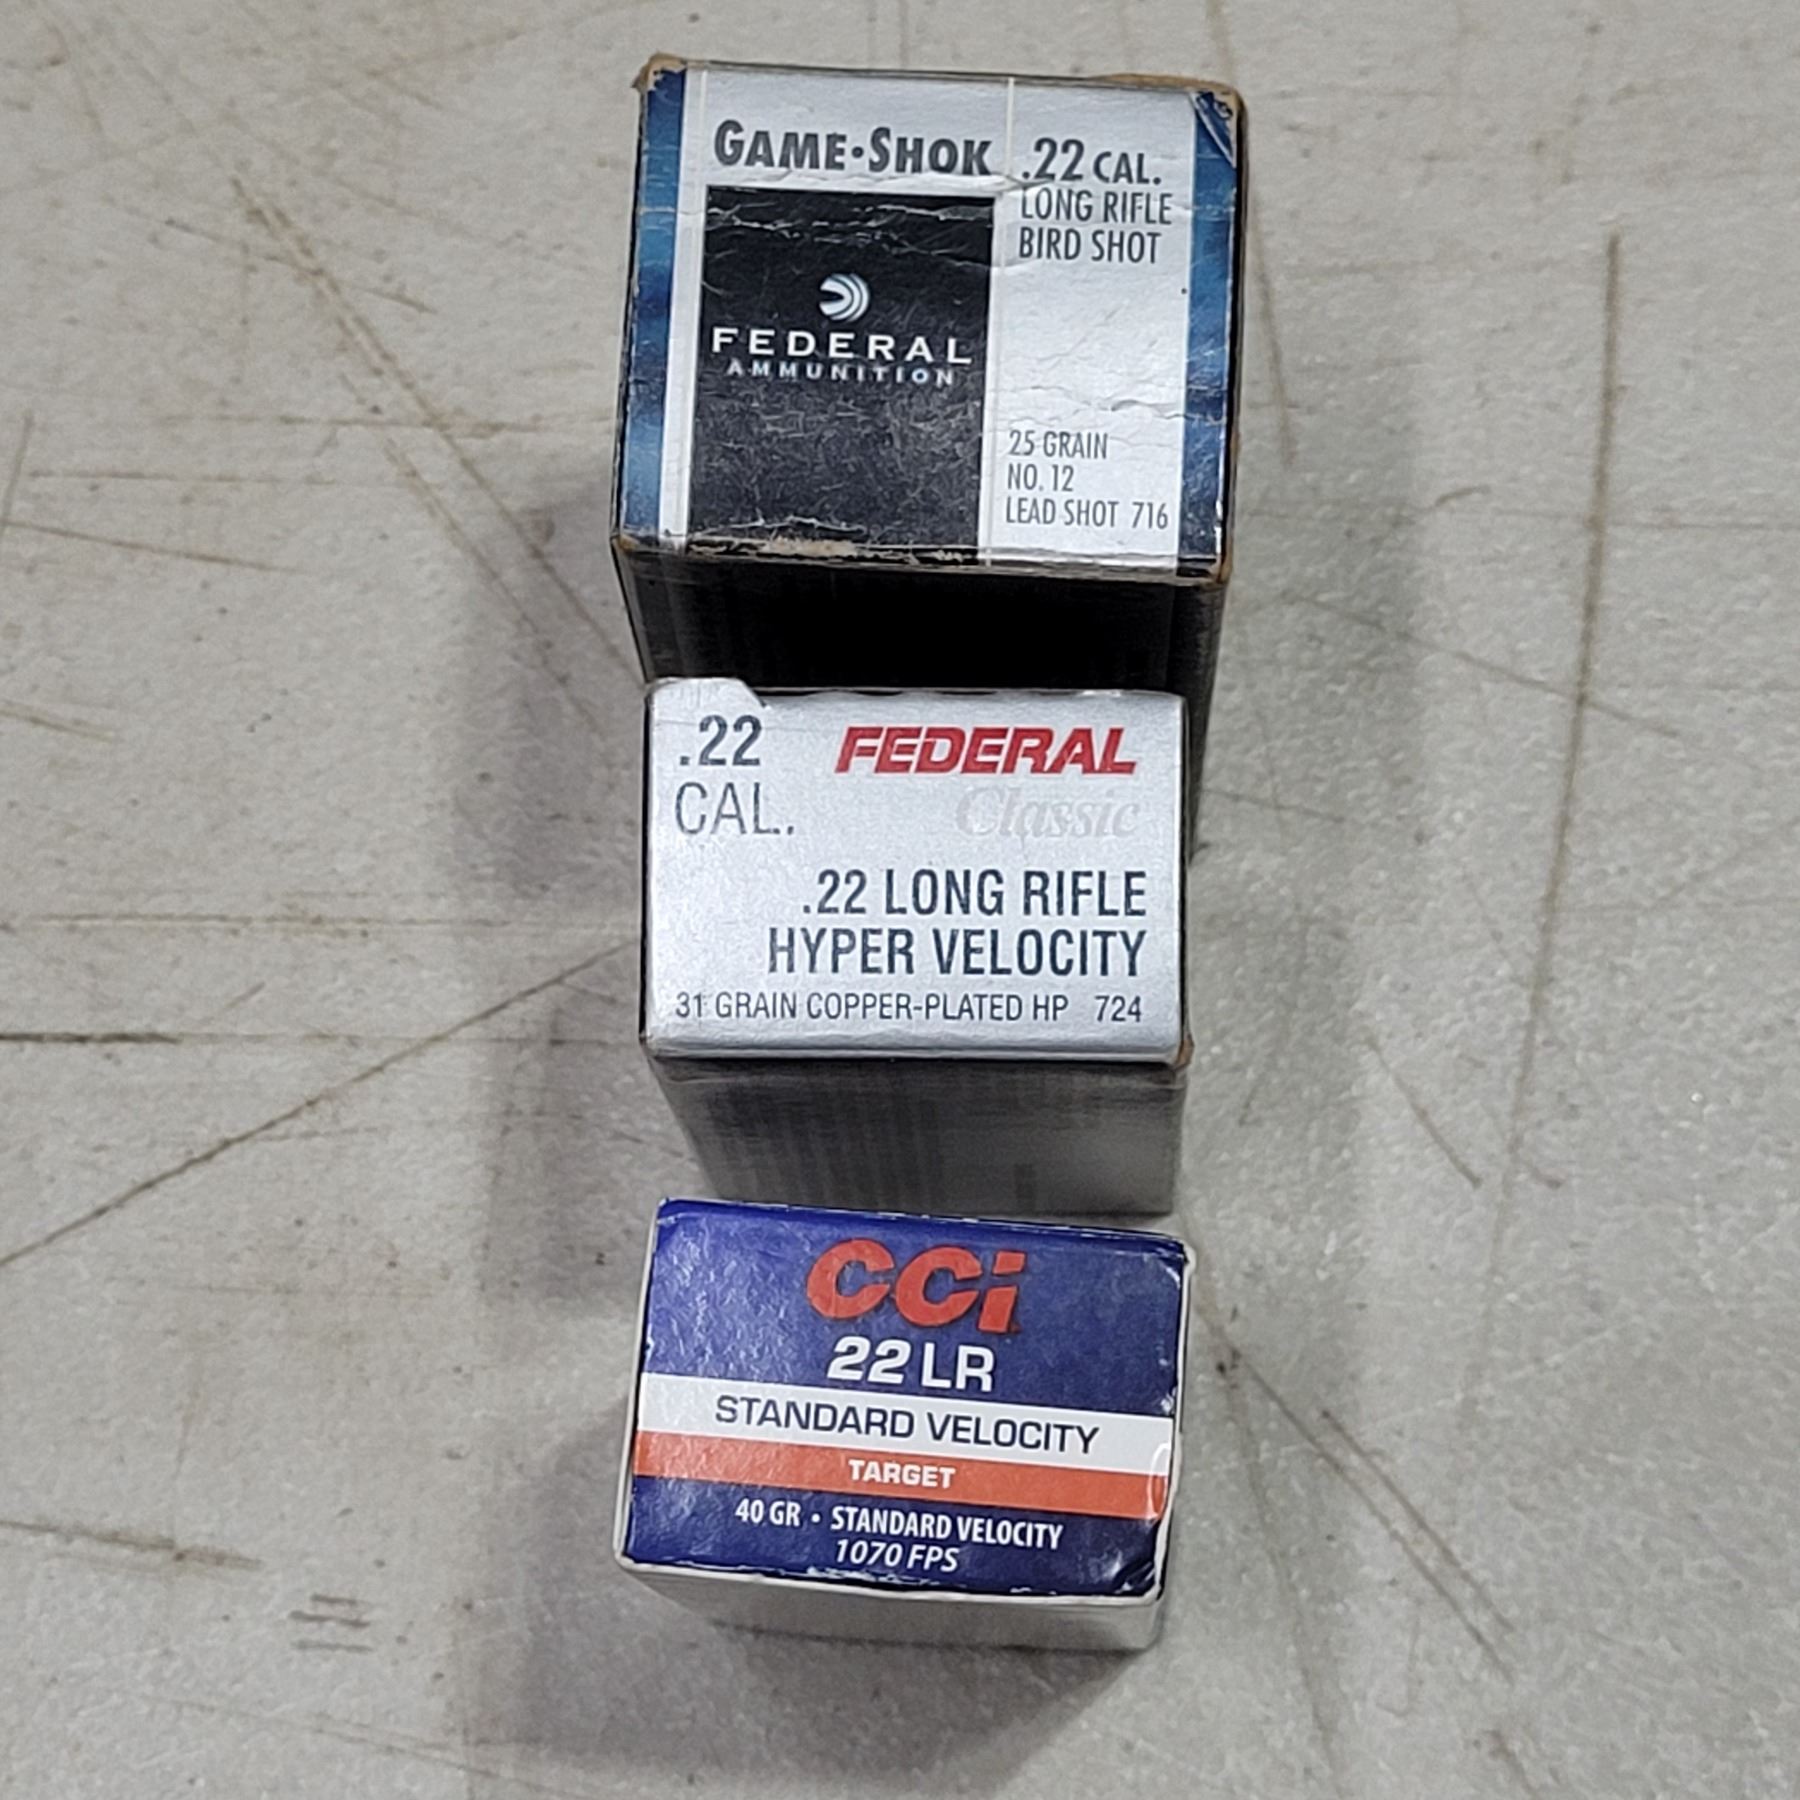 GAME•SHOK
.22 CAL.
LONG RIFLE
BIRD SHOT
FEDERAL
AMMUNITION
25 GRAIN
NO. 12
LEAD SHOT 716
.22
CAL.
FEDERAL
Classic
.22 LONG RIFLE
HYPER VELOCITY
31 GRAIN COPPER-PLATED HP 724
CCi
22 LR
STANDARD VELOCITY
TARGET
40 GR • STANDARD VELOCITY
1070 FPS